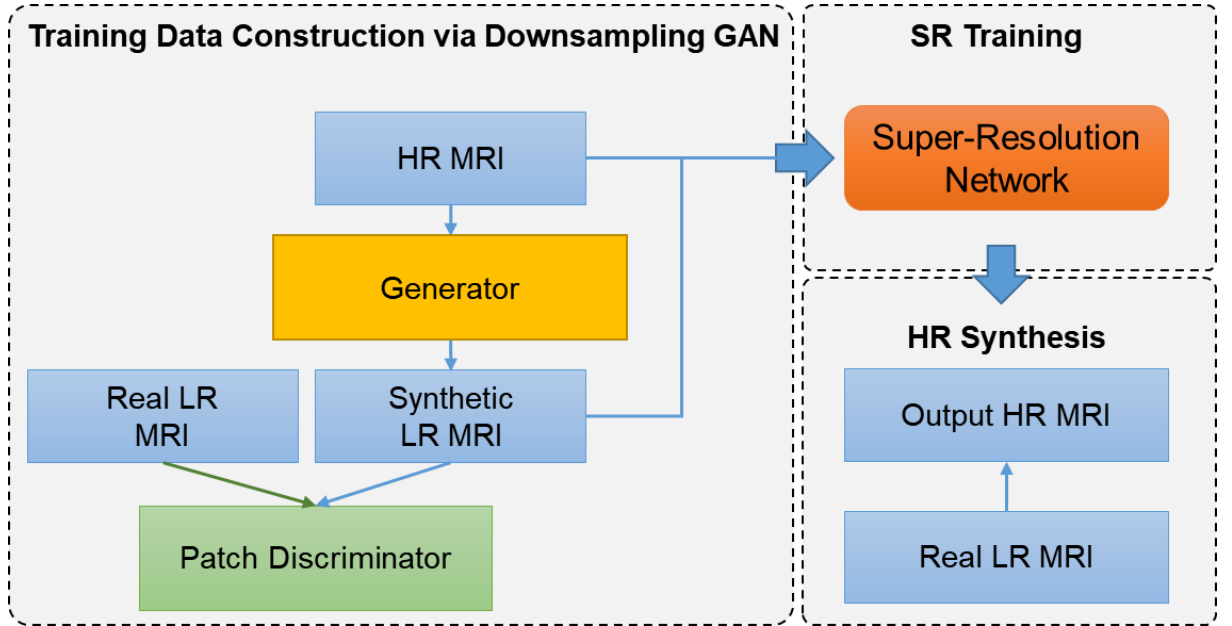 Training Data Construction via Downsampling GAN
HR MRI
Generator
Real LR
MRI
Synthetic
LR MRI
Patch Discriminator
SR Training
Super-Resolution
Network
HR Synthesis
Output HR MRI
Real LR MRI